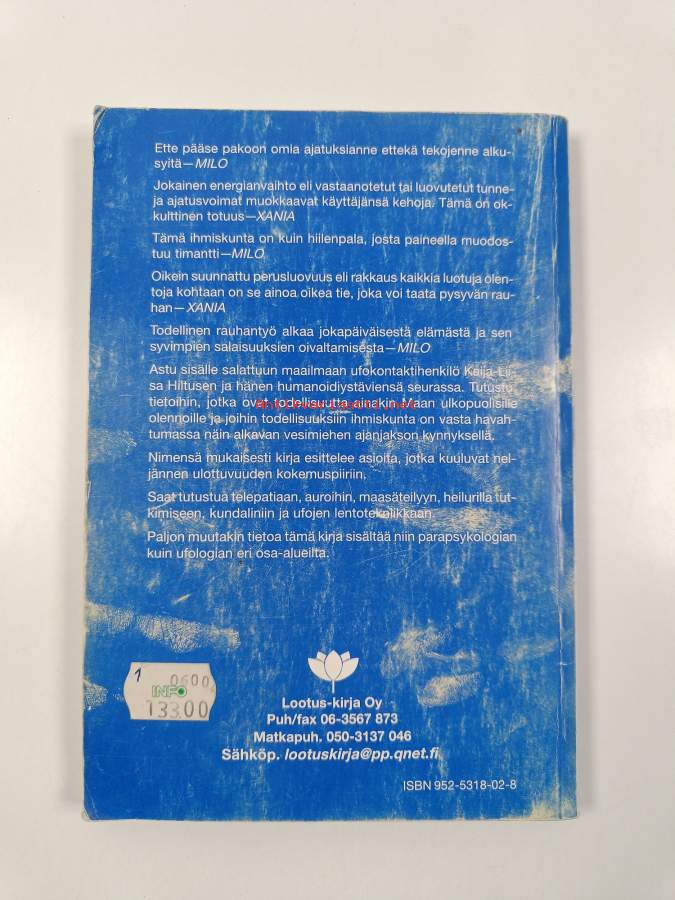 Ette pääse pakoon omia ajatuksianne ettekä tekojenne alku-
syitä—MILO
Jokainen energianvaihto eli vastaanotetut tai luovutetut tunne-
ja ajatusvoimat muokkaavat käyttäjänsä kehoja. Tämä on ok-
kulttinen totuus—XANIA
Tämä ihmiskunta on kuin hiilenpala, josta paineella muodos-
tuu timantti—MILO
Oikein suunnattu perusluovuus eli rakkaus kaikkia luotuja olen-
toja kohtaan on se ainoa oikea tie, joka voi taata pysyvän rau-
han—XANIA
Todellinen rauhantyö alkaa jokapäiväisestä elämästä ja sen
syvimpien salaisuuksien oivaltamisesta—MILO
Astu sisälle salattuun maailmaan ufokontaktihenkilö Keija-Lii-
sa Hiltusen ja hänen humanoidiystäviensä seurassa. Tutustu
tietoihin, jotka ovat todellisuutta ainakin Maan ulkopuolisille
olennoille ja joihin todellisuuksiin ihmiskunta on vasta havah-
tumassa näin alkavan vesimiehen ajanjakson kynnyksellä.
Nimensä mukaisesti kirja esittelee asioita, jotka kuuluvat nel-
jännen ulottuvuuden kokemuspiiriin.
Saat tutustua telepatiaan, auroihin, maasäteilyyn, heilurilla tut-
kimiseen, kundaliniin ja ufojen lentotekniikkaan.
Paljon muutakin tietoa tämä kirja sisältää niin parapsykologian
kuin ufologian eri osa-alueilta.
1
0600
INFO
133.00
Lootus-kirja Oy
Puh/fax 06-3567 873
Matkapuh. 050-3137 046
Sähköp. lootuskirja@pp.qnet.fi
ISBN 952-5318-02-8